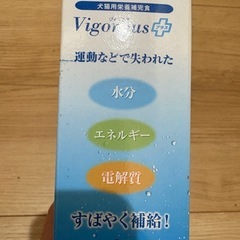 犬猫用栄養補完食
Vigorplus
運動などで失われた
水分
エネルギー
電解質
すばやく補給!